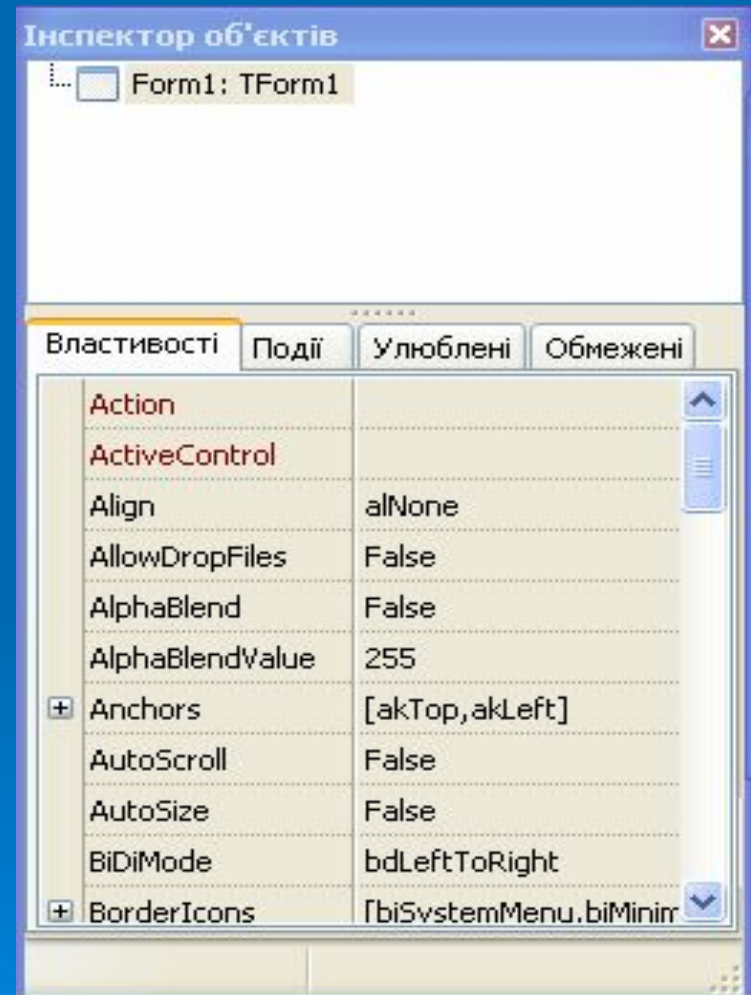 Інспектор об'єктів
Form1: TForm1
Властивості Події Улюблені Обмежені
Action
ActiveControl
Align alNone
AllowDropFiles False
AlphaBlend False
AlphaBlendValue 255
Anchors [akTop,akLeft]
AutoScroll False
AutoSize False
BiDiMode bdLeftToRight
BorderIcons [biSystemMenu,biMinim